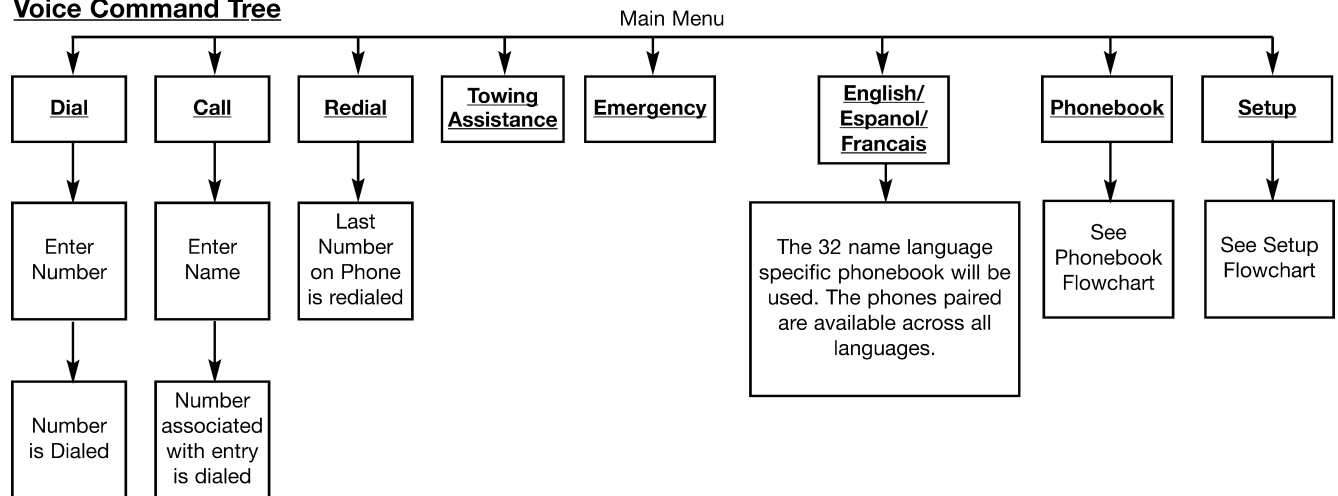 Voice Command Tree
Main Menu
Dial
Call
Redial
Towing
Assistance
Emergency
English/
Espanol/
Francais
Phonebook
Setup
Enter
Number
Enter
Name
Last
Number
on Phone
is redialed
The 32 name language
specific phonebook will be
used. The phones paired
are available across all
languages.
See
Phonebook
Flowchart
See Setup
Flowchart
Number
is Dialed
Number
associated
with entry
is dialed